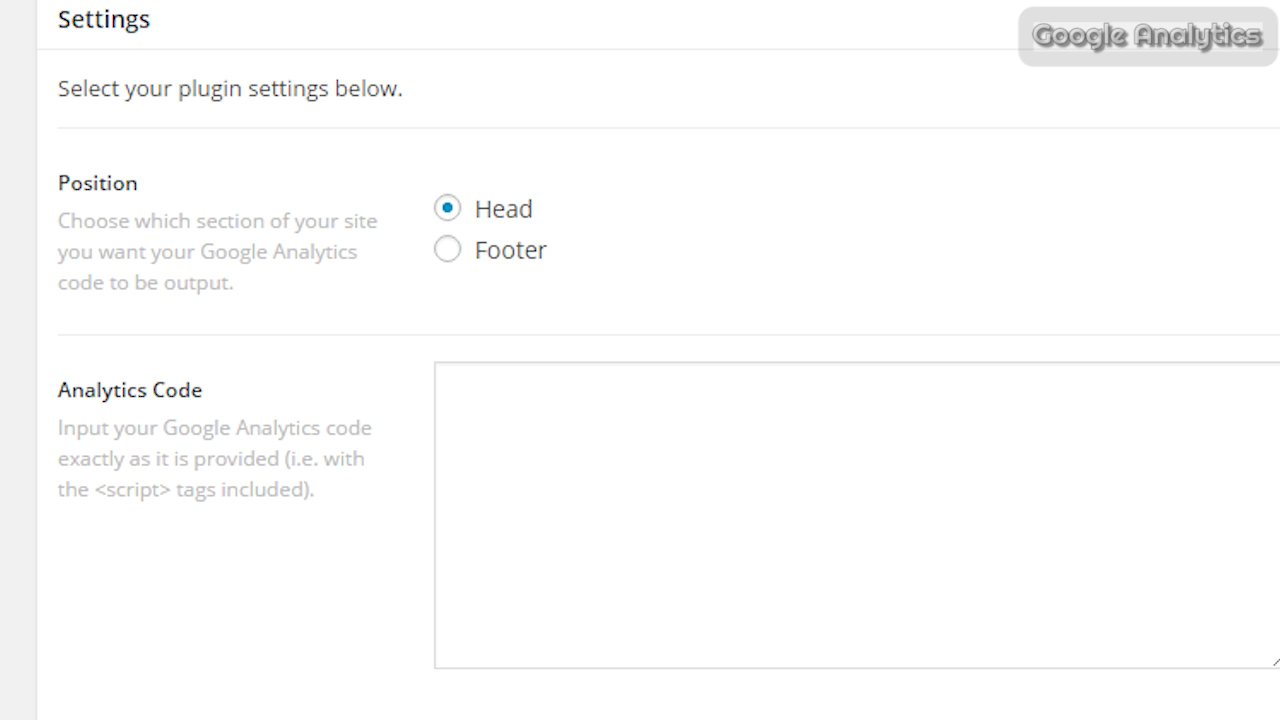 Settings
Google Analytics
Select your plugin settings below.
Position
Choose which section of your site
you want your Google Analytics
code to be output.
Head
Footer
Analytics Code
Input your Google Analytics code
exactly as it is provided (i.e. with
the <script> tags included).